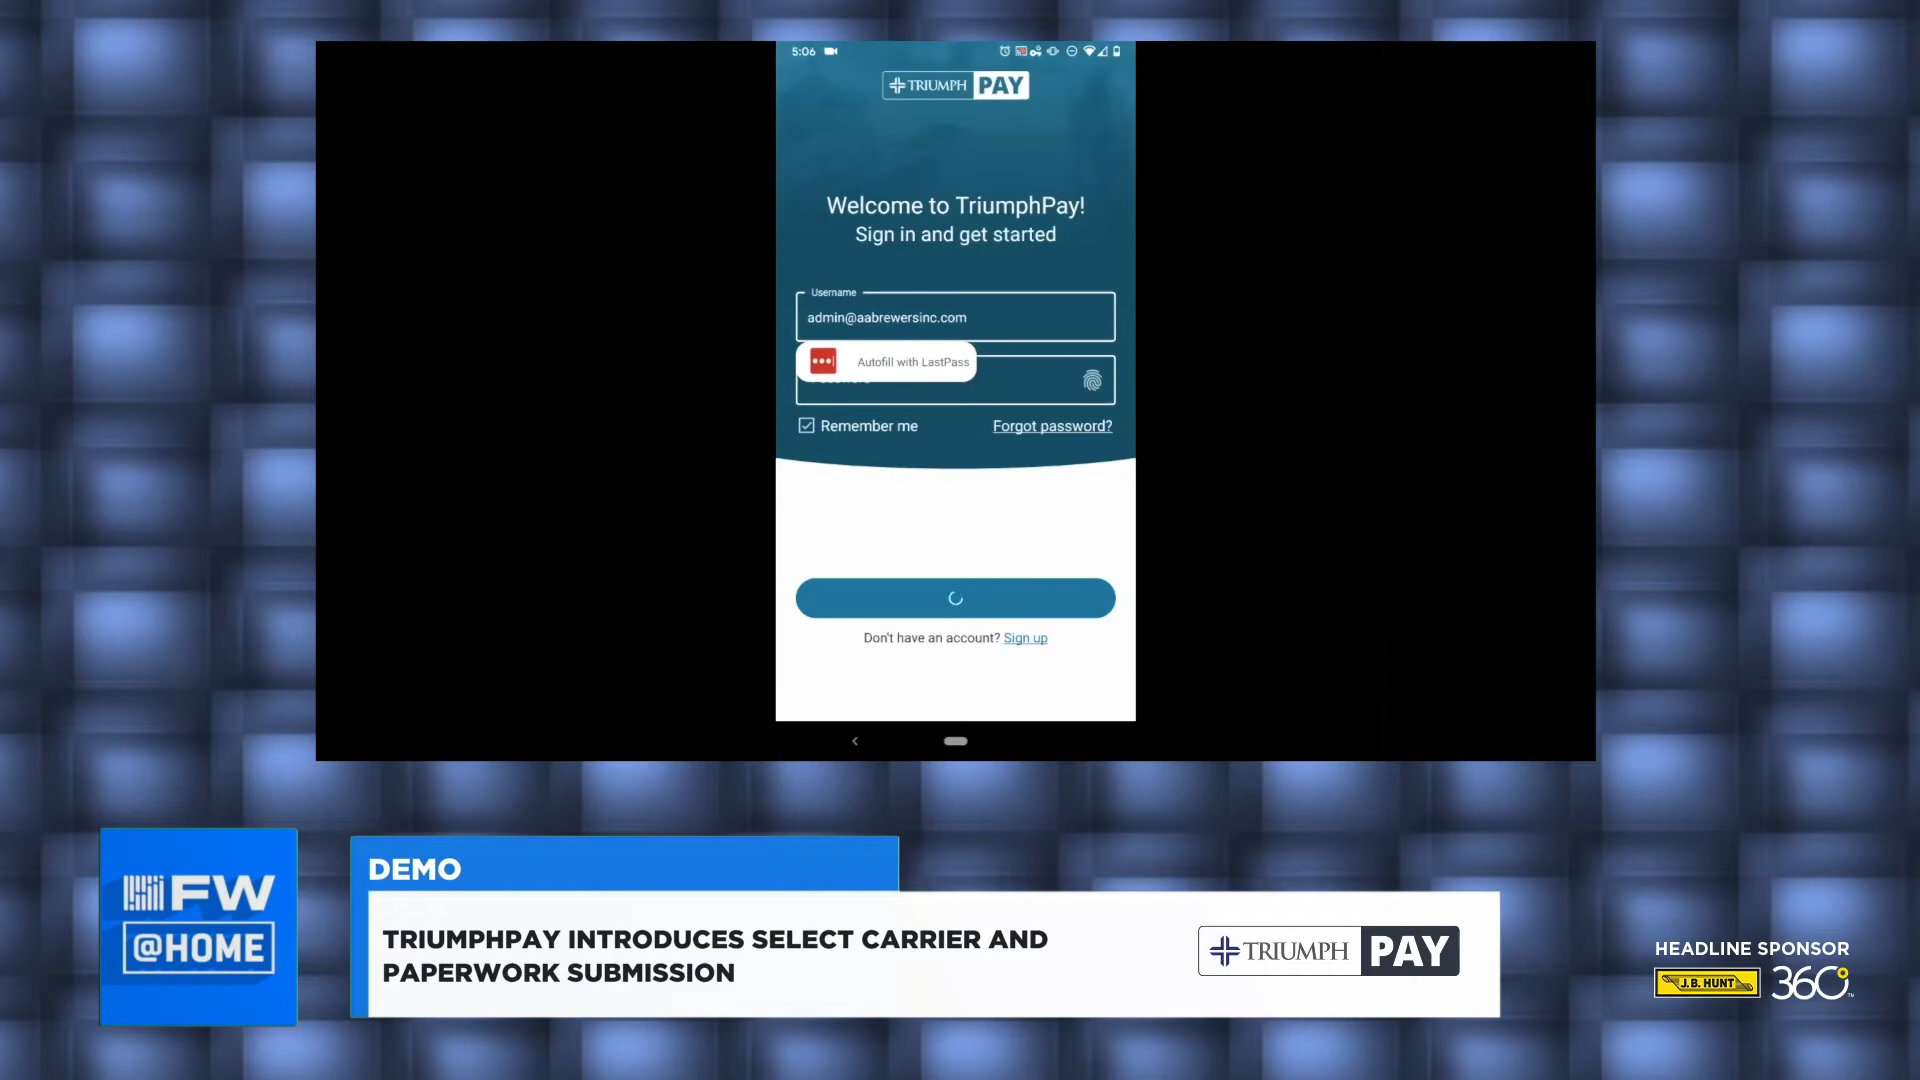 5:06
TRIUMPH PAY
Welcome to TriumphPay!
Sign in and get started
Username
admin@aabrewersinc.com
Autofill with LastPass
Remember me
Forgot password?
Don't have an account? Sign up
FW
@HOME
DEMO
TRIUMPHPAY INTRODUCES SELECT CARRIER AND
PAPERWORK SUBMISSION
TRIUMPH PAY
HEADLINE SPONSOR
J.B. HUNT 360°